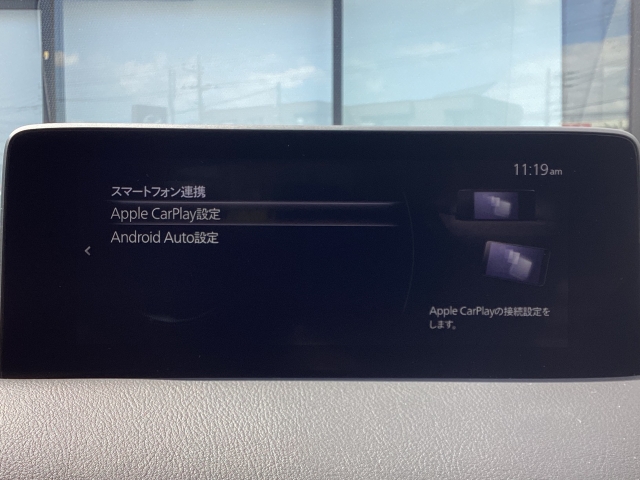 11:19am
スマートフォン連携
Apple CarPlay設定
Android Auto設定
Apple CarPlayの接続設定を
します。